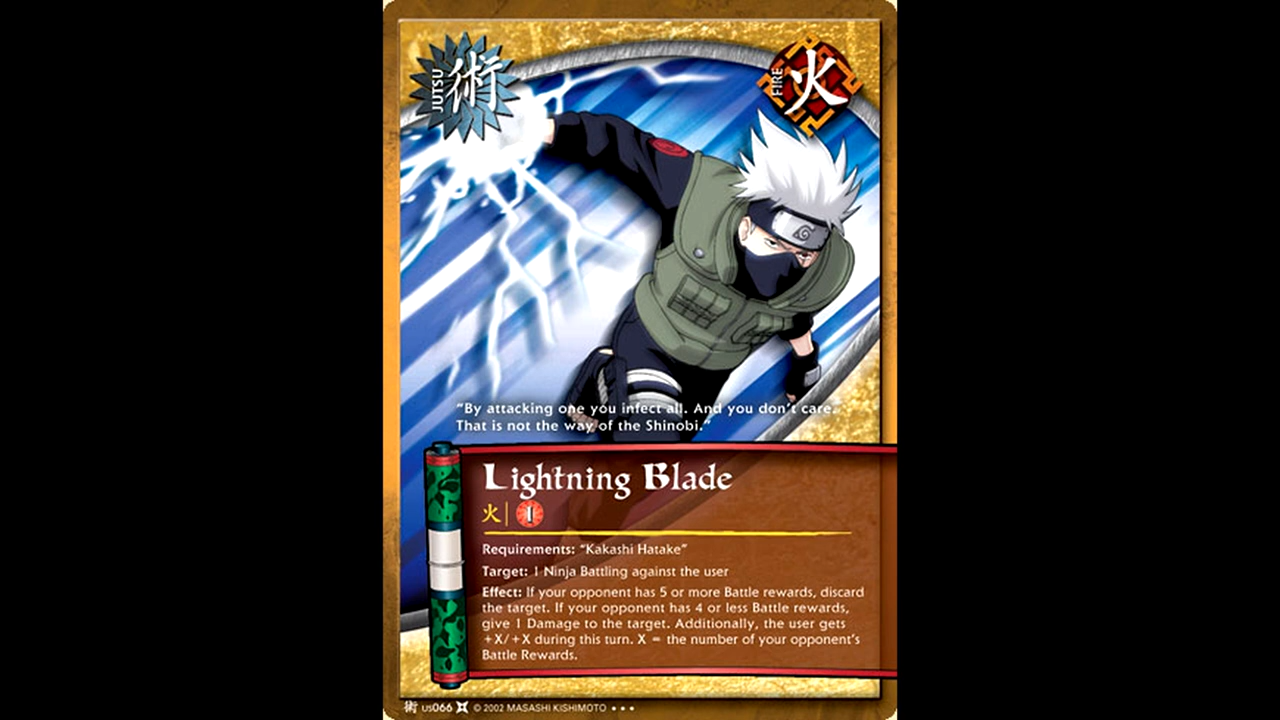 JUTSU 術
FIRE 火
“By attacking one you infect all. And you don’t care.
That is not the way of the Shinobi.”
Lightning Blade
火| 1
Requirements: “Kakashi Hatake”
Target: 1 Ninja Battling against the user
Effect: If your opponent has 5 or more Battle rewards, discard
the target. If your opponent has 4 or less Battle rewards,
give 1 Damage to the target. Additionally, the user gets
+X/+X during this turn. X = the number of your opponent’s
Battle Rewards.
術 US066 © 2002 MASASHI KISHIMOTO